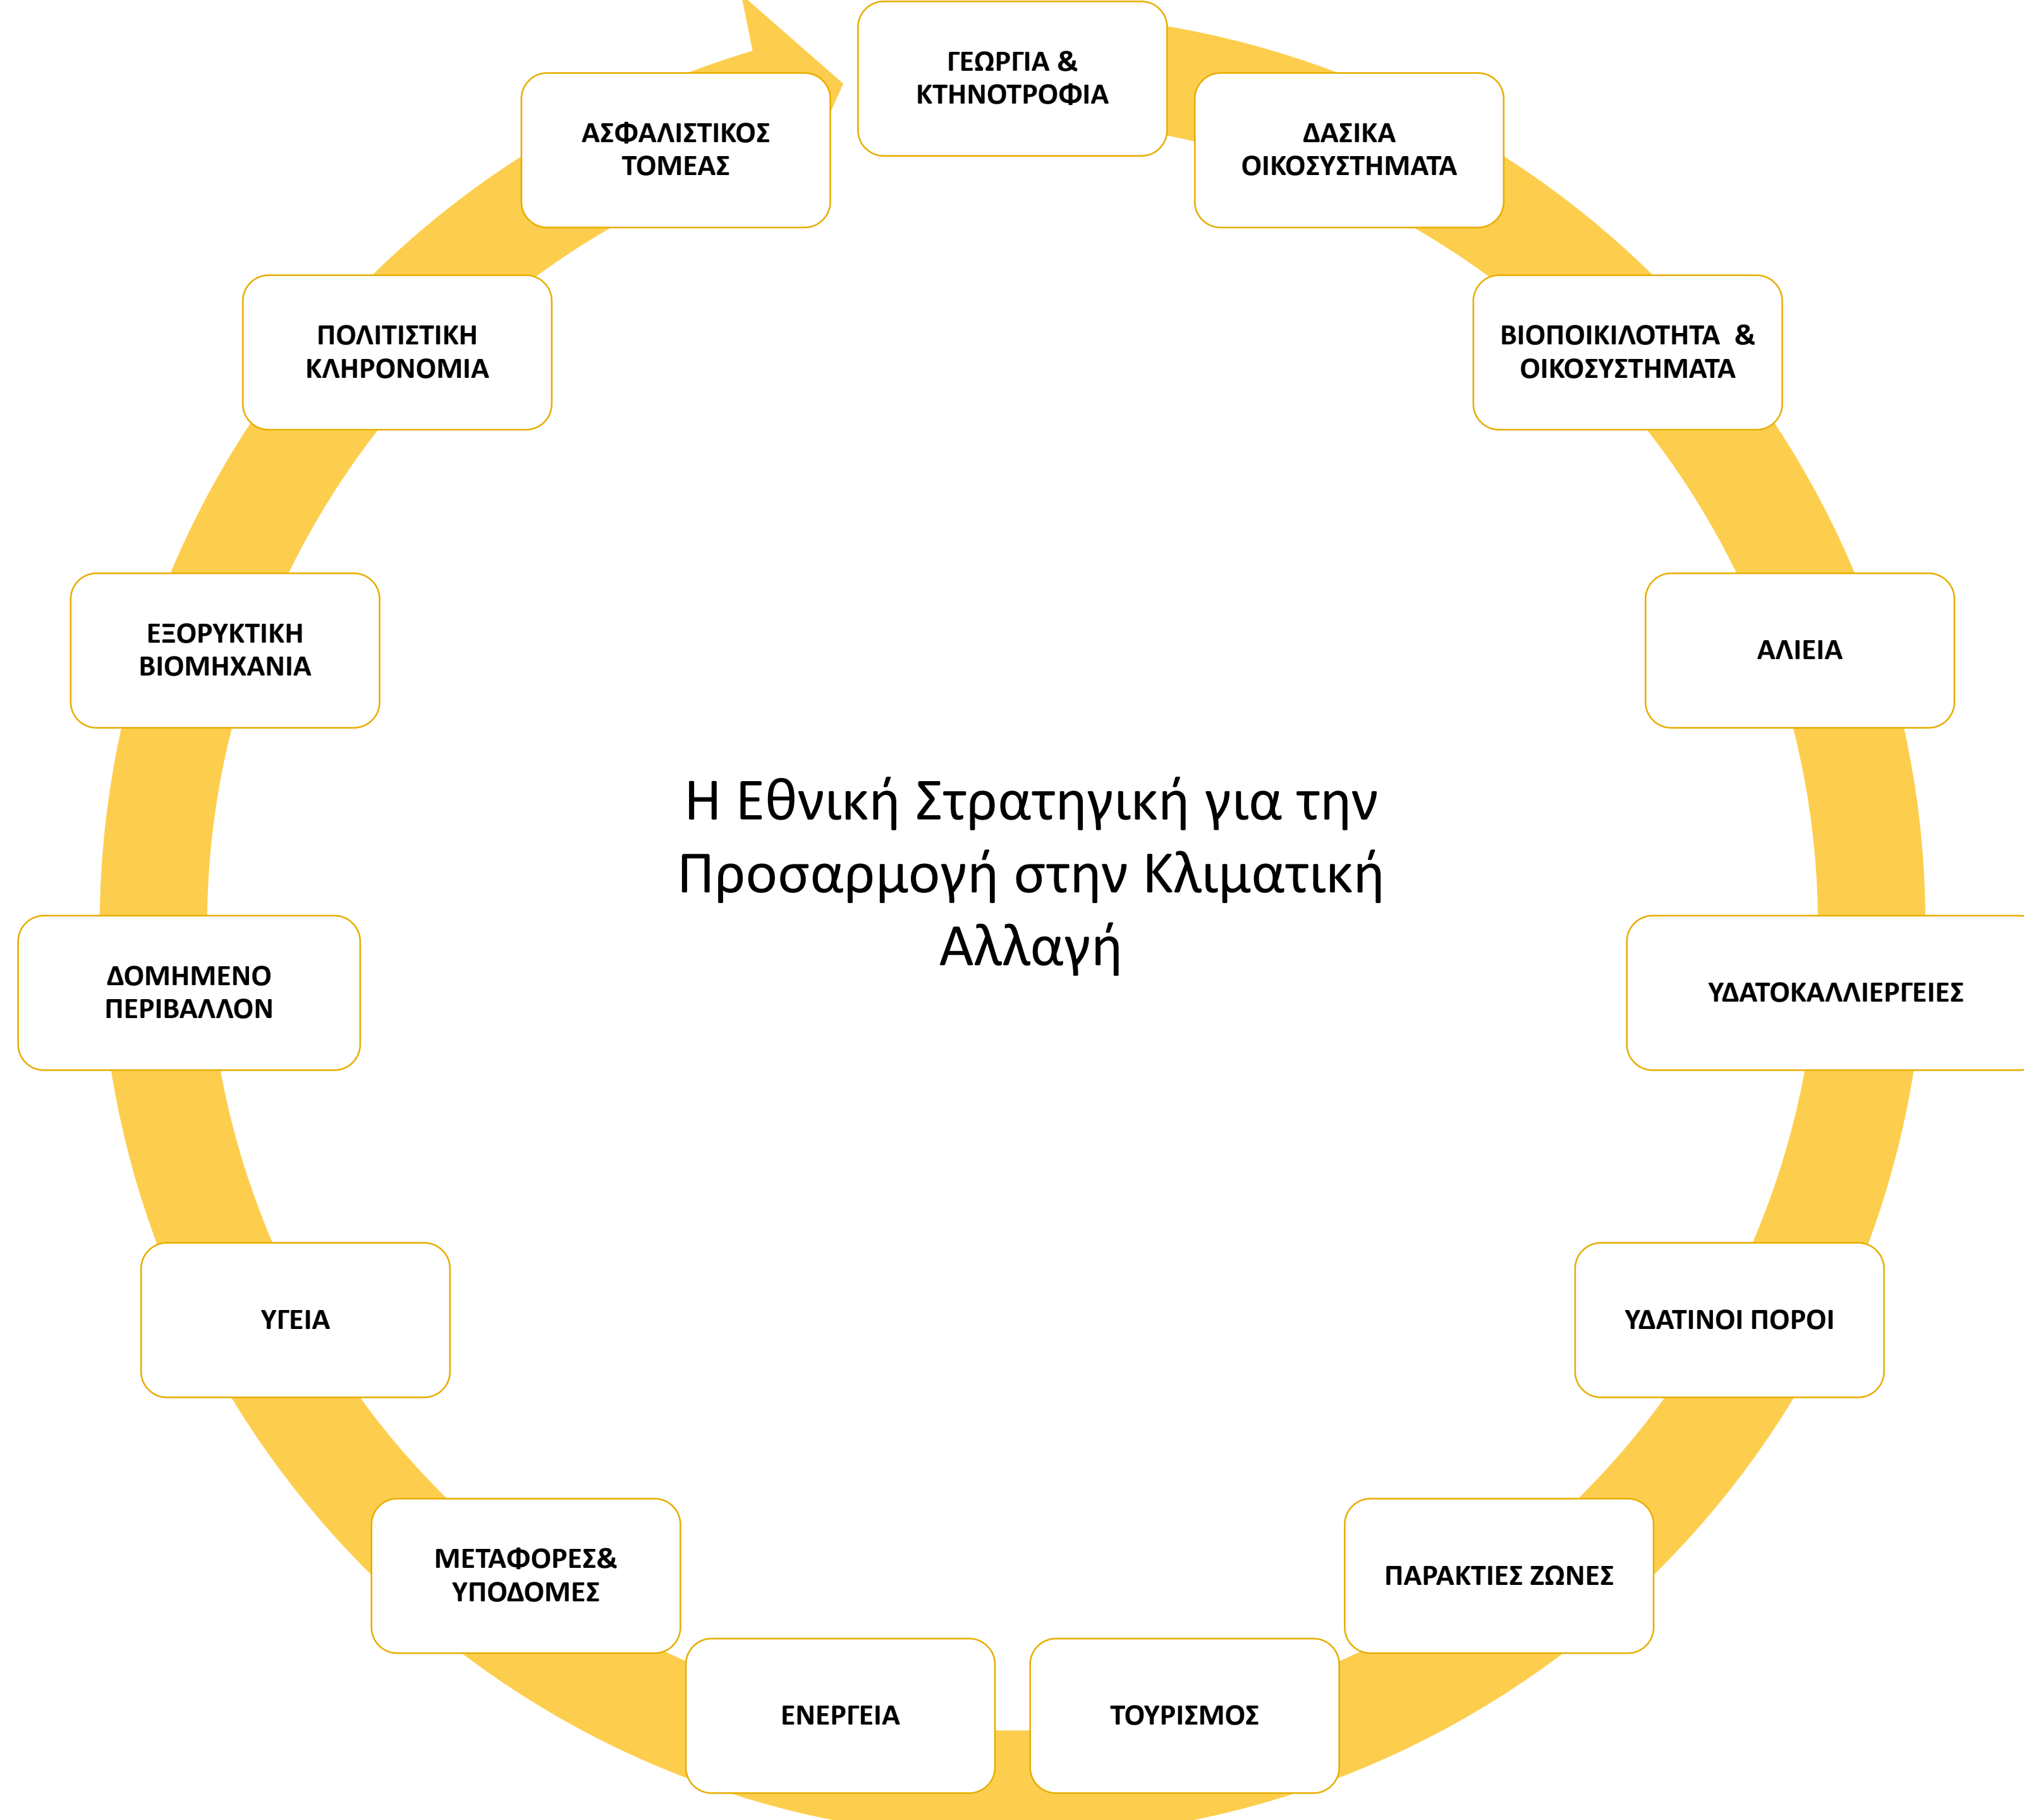 ΓΕΩΡΓΙΑ &
ΚΤΗΝΟΤΡΟΦΙΑ
ΔΑΣΙΚΑ
ΟΙΚΟΣΥΣΤΗΜΑΤΑ
ΒΙΟΠΟΙΚΙΛΟΤΗΤΑ &
ΟΙΚΟΣΥΣΤΗΜΑΤΑ
ΑΛΙΕΙΑ
ΥΔΑΤΟΚΑΛΛΙΕΡΓΕΙΕΣ
ΥΔΑΤΙΝΟΙ ΠΟΡΟΙ
ΠΑΡΑΚΤΙΕΣ ΖΩΝΕΣ
ΤΟΥΡΙΣΜΟΣ
ΕΝΕΡΓΕΙΑ
ΜΕΤΑΦΟΡΕΣ&
ΥΠΟΔΟΜΕΣ
ΥΓΕΙΑ
ΔΟΜΗΜΕΝΟ
ΠΕΡΙΒΑΛΛΟΝ
ΕΞΟΡΥΚΤΙΚΗ
ΒΙΟΜΗΧΑΝΙΑ
ΠΟΛΙΤΙΣΤΙΚΗ
ΚΛΗΡΟΝΟΜΙΑ
ΑΣΦΑΛΙΣΤΙΚΟΣ
ΤΟΜΕΑΣ
Η Εθνική Στρατηγική για την
Προσαρμογή στην Κλιματική
Αλλαγή